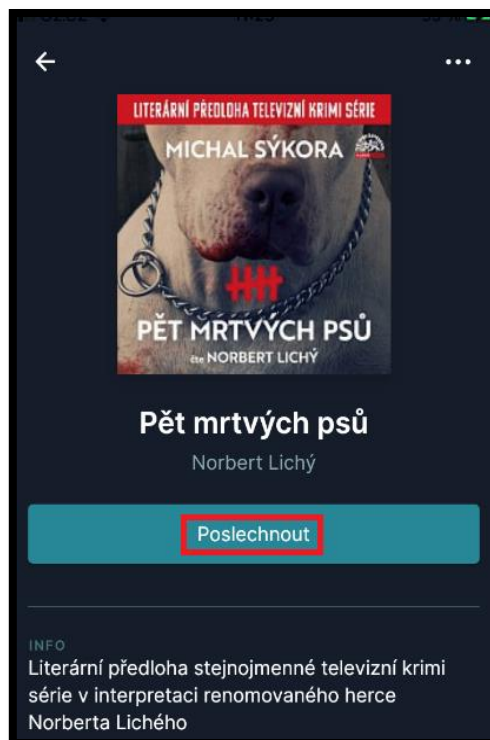 LITERÁRNÍ PŘEDLOHA TELEVIZNÍ KRIMI SÉRIE
MICHAL SÝKORA
PĚT MRTVÝCH PSŮ
čte NORBERT LICHÝ
Pět mrtvých psů
Norbert Lichý
Poslechnout
INFO
Literární předloha stejnojmenné televizní krimi
série v interpretaci renomovaného herce
Norberta Lichého